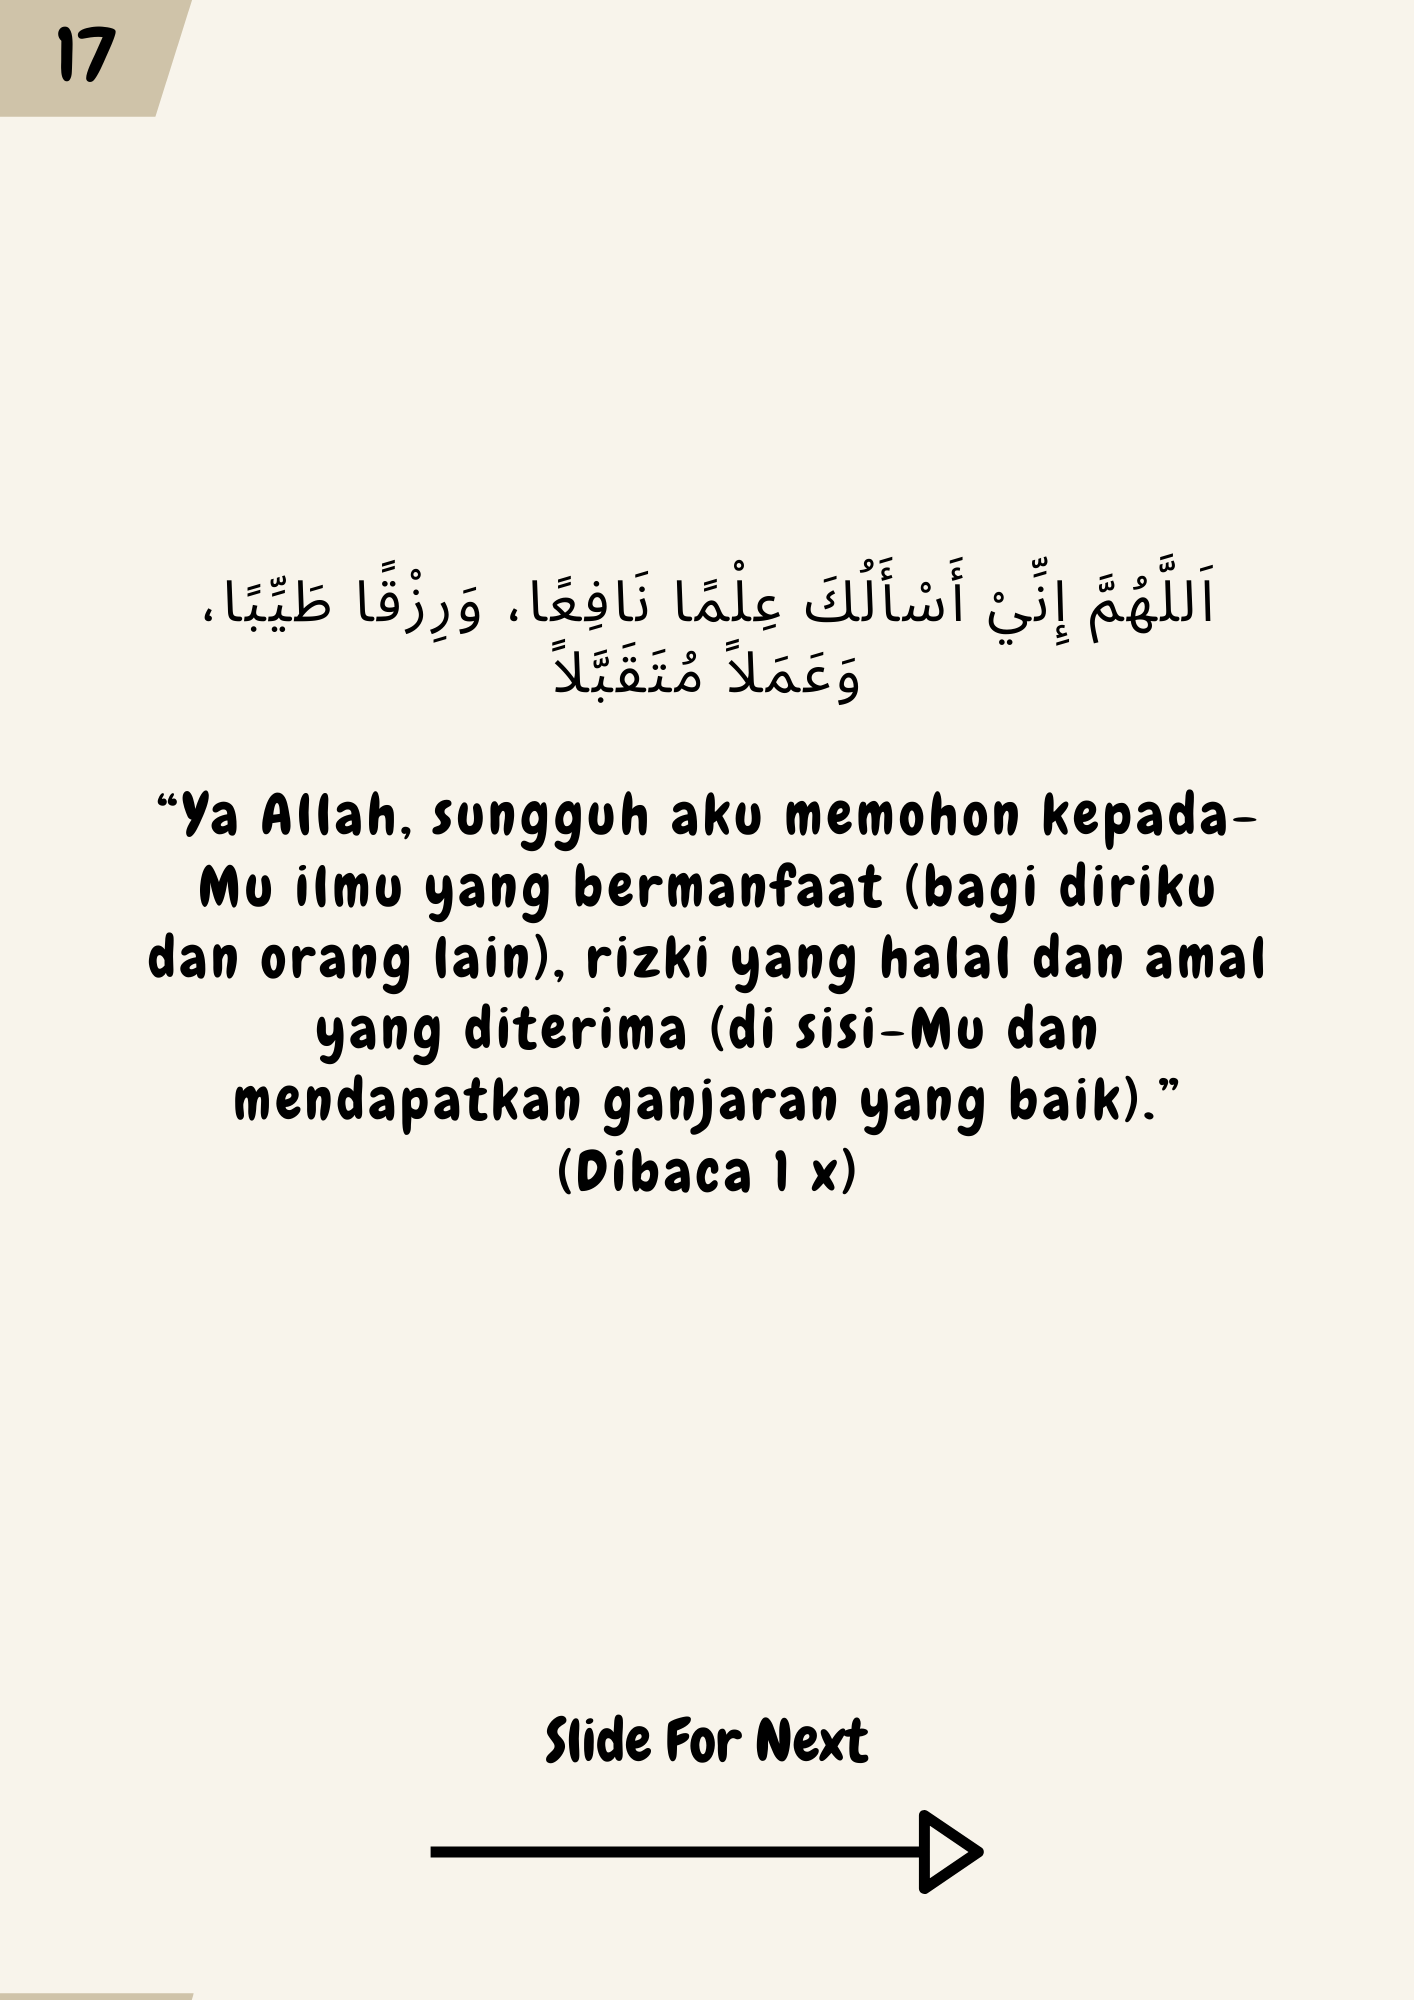 17
اَللَّهُمَّ إِنِّيْ أَسْأَلُكَ عِلْمًا نَافِعًا، وَرِزْقًا طَيِّبًا،
وَعَمَلاً مُتَقَبَّلاً
“Ya Allah, sungguh aku memohon kepada-
Mu ilmu yang bermanfaat (bagi diriku
dan orang lain), rizki yang halal dan amal
yang diterima (di sisi-Mu dan
mendapatkan ganjaran yang baik).”
(Dibaca 1 x)
Slide For Next